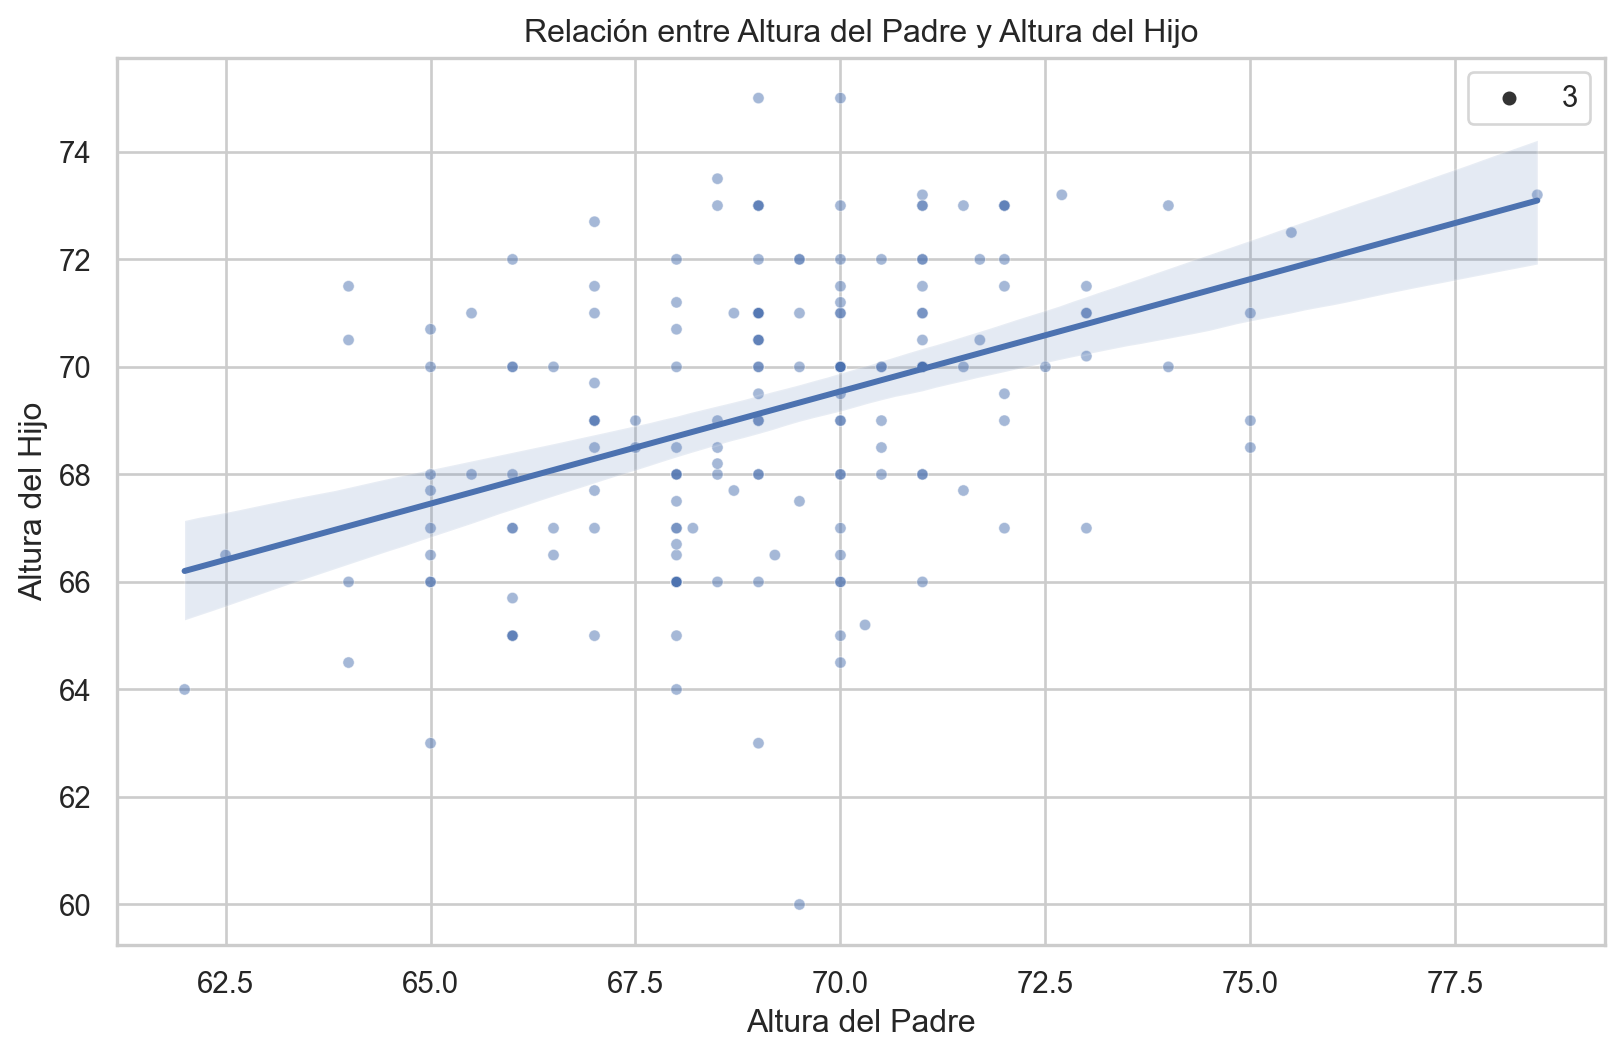 Relación entre Altura del Padre y Altura del Hijo
3
74
72
70
68
66
64
62
60
Altura del Hijo
62.5 65.0 67.5 70.0 72.5 75.0 77.5
Altura del Padre